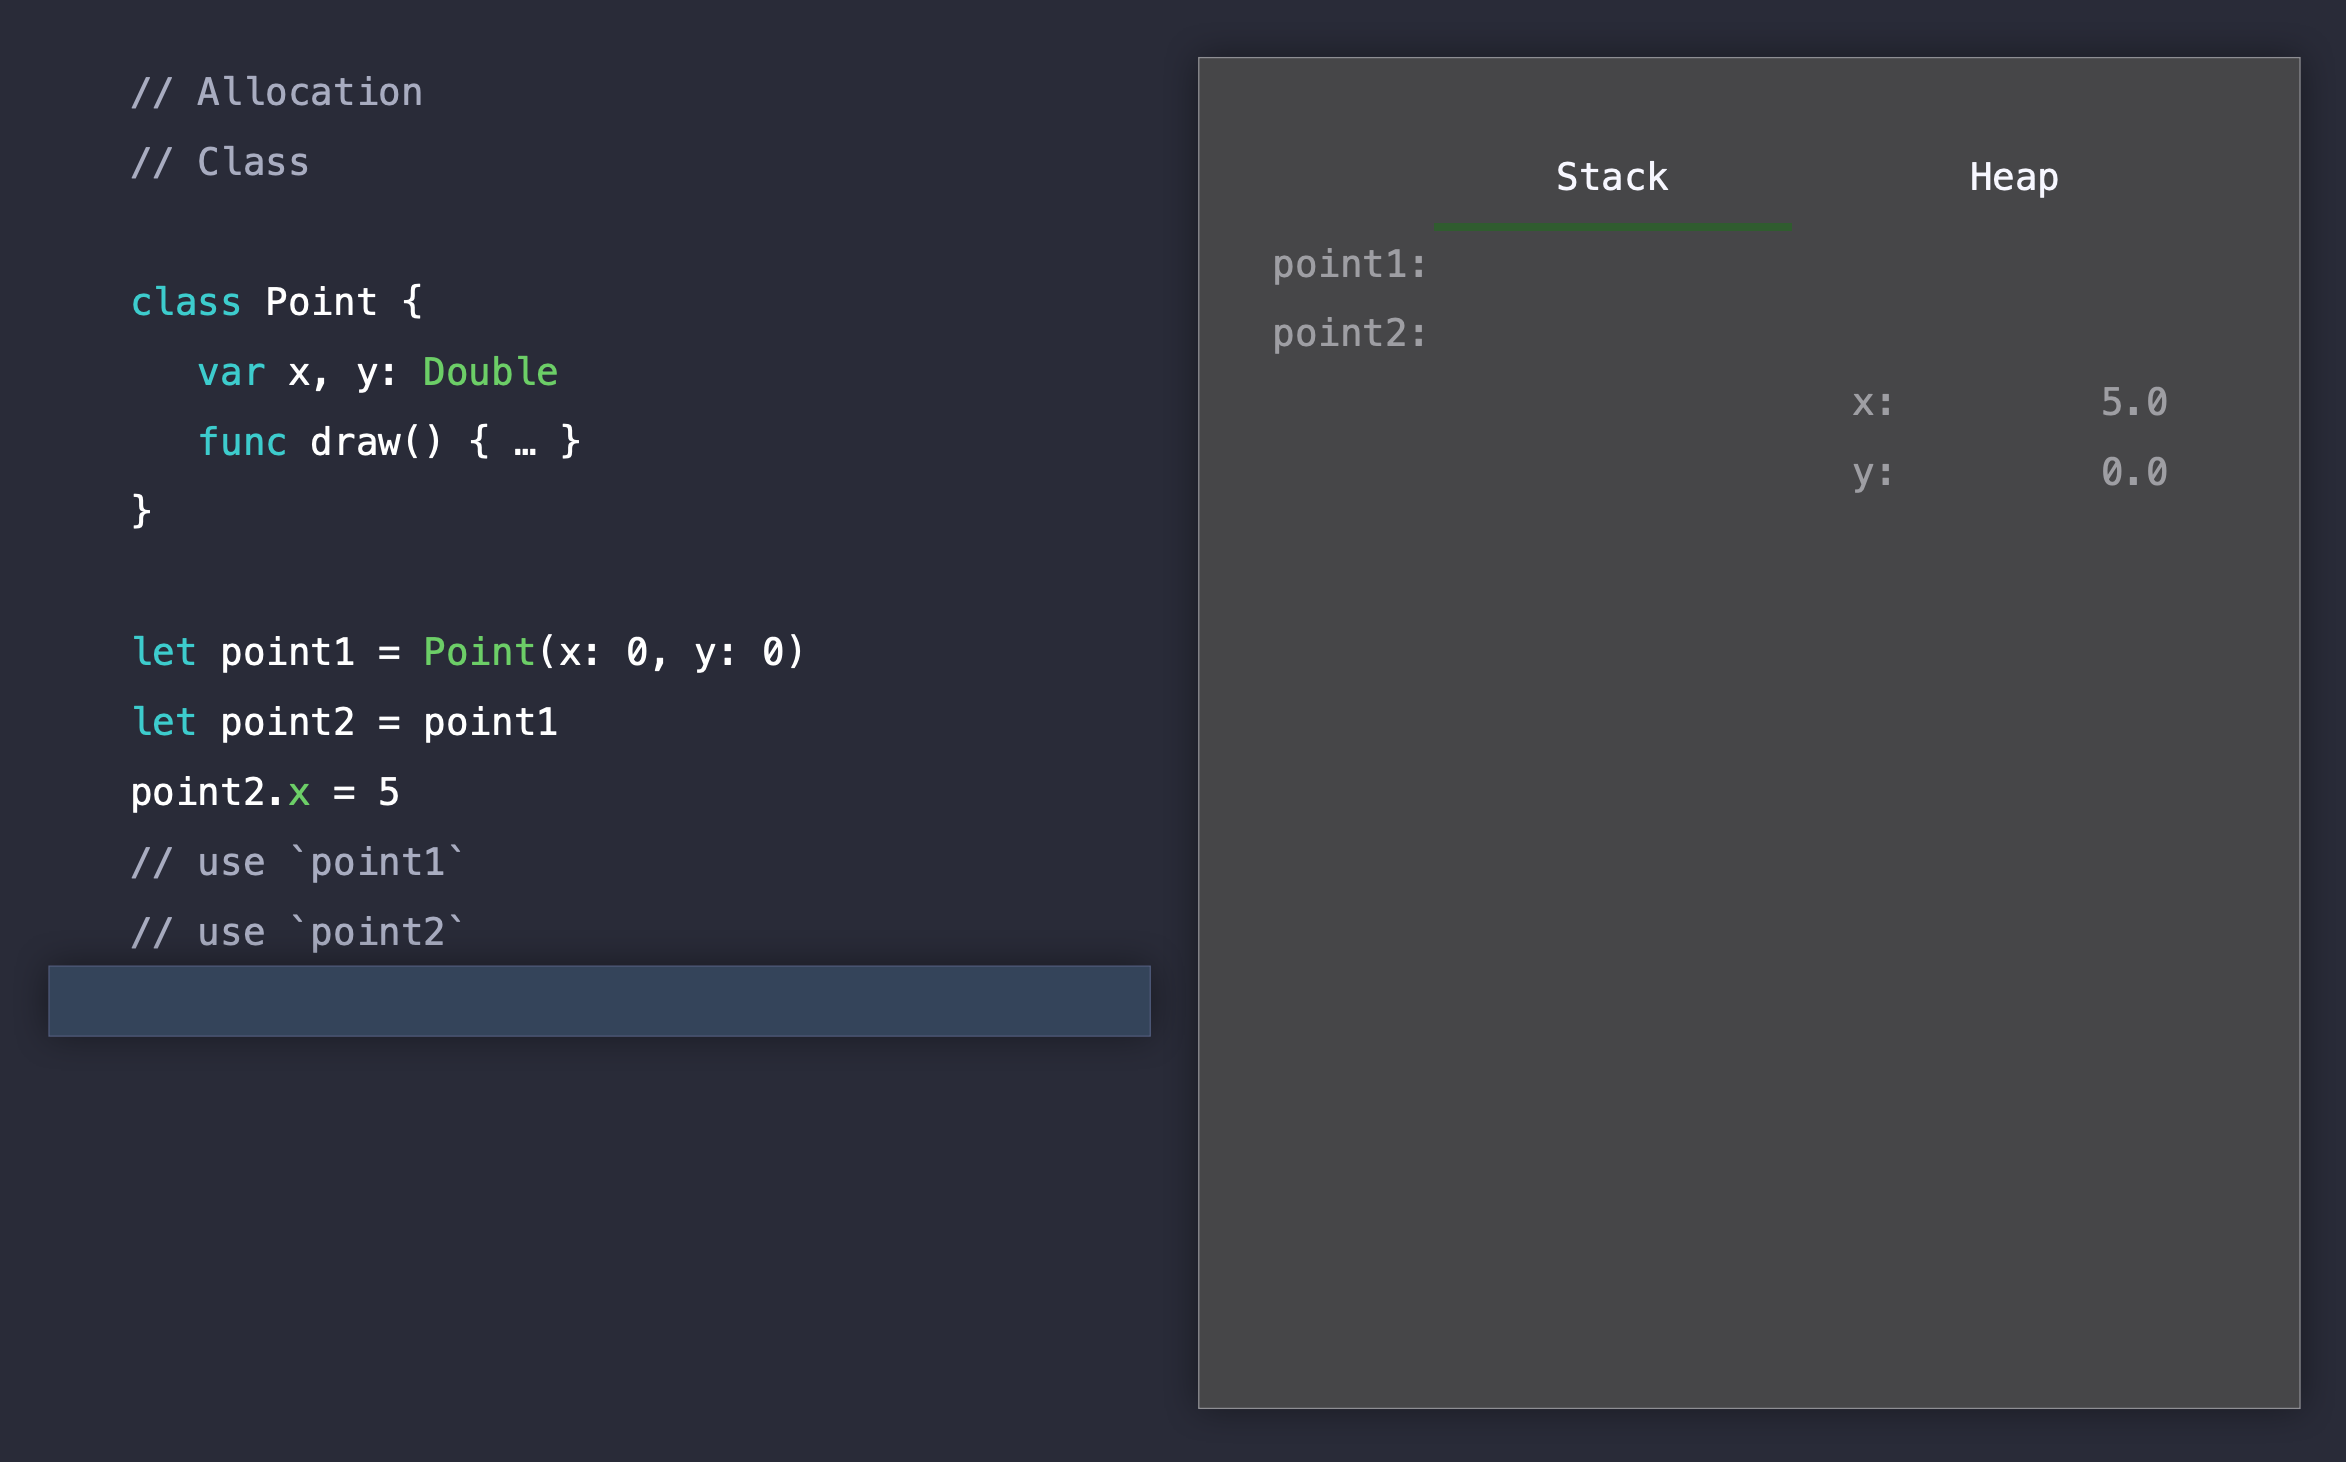 // Allocation
// Class
class Point {
   var x, y: Double
   func draw() { … }
}
let point1 = Point(x: 0, y: 0)
let point2 = point1
point2.x = 5
// use `point1`
// use `point2`
Stack Heap
point1:
point2:
x: 5.0
y: 0.0